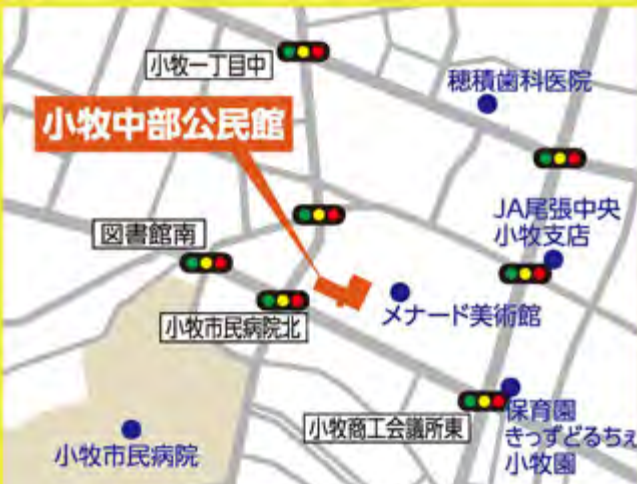 小牧一丁目中
穂積歯科医院
小牧中部公民館
JA尾張中央
小牧支店
図書館南
メナード美術館
小牧市民病院北
保育園
きっずどるちぇ
小牧園
小牧商工会議所東
小牧市民病院